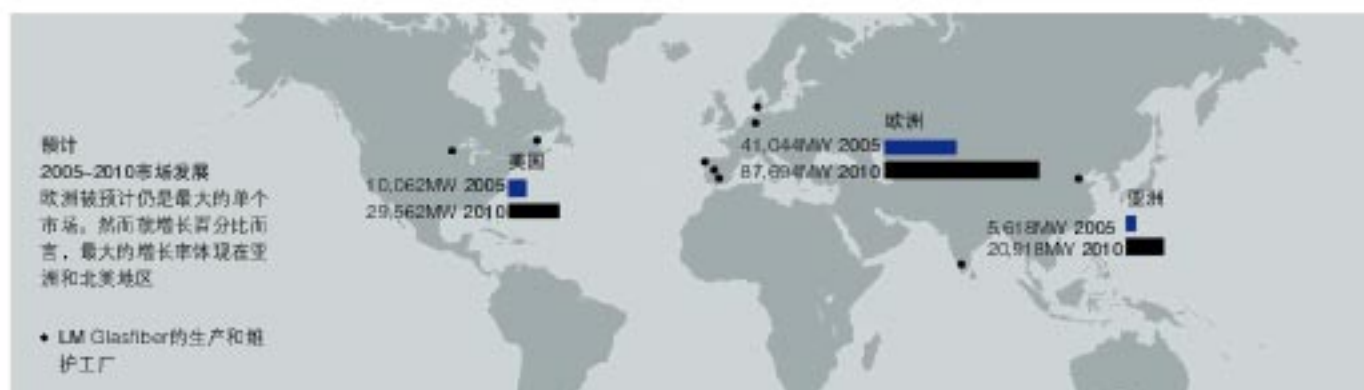 预计
2005-2010市场发展
欧洲被预计仍是最大的单个
市场。然而就增长百分比而
言，最大的增长率体现在亚
洲和北美地区
• LM Glasfiber的生产和维
护工厂
美国
10,062MW 2005
29,562MW 2010
欧洲
41,044MW 2005
87,694MW 2010
亚洲
5,618MW 2005
20,918MW 2010